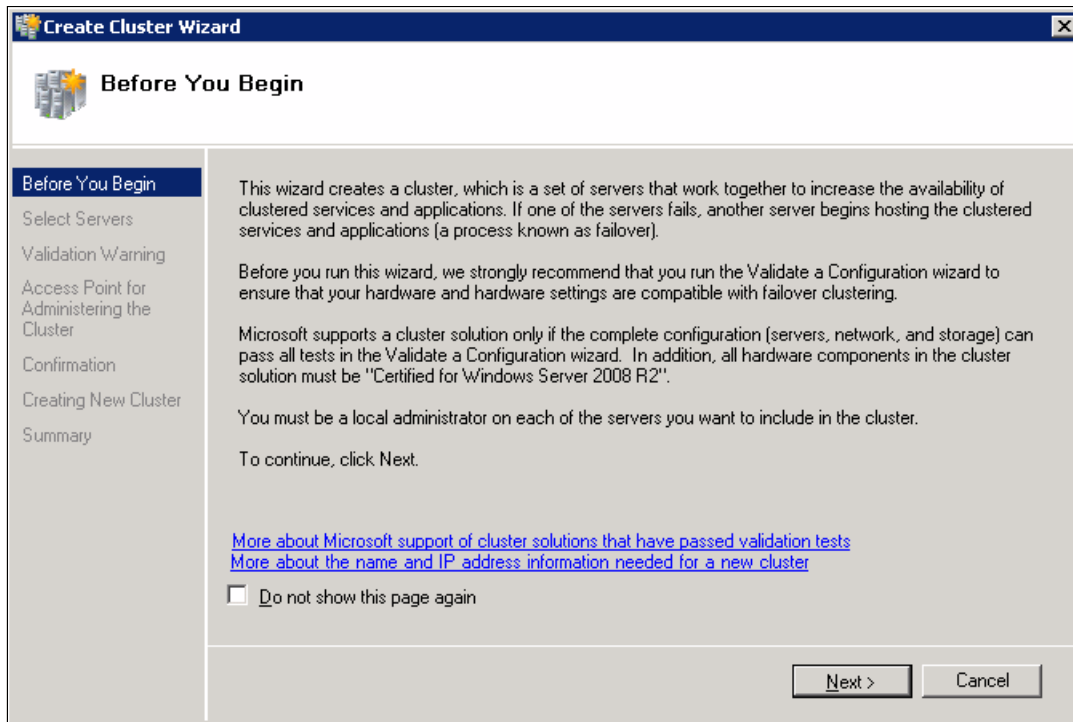 Create Cluster Wizard
Before You Begin
Before You Begin
Select Servers
Validation Warning
Access Point for
Administering the
Cluster
Confirmation
Creating New Cluster
Summary
This wizard creates a cluster, which is a set of servers that work together to increase the availability of
clustered services and applications. If one of the servers fails, another server begins hosting the clustered
services and applications (a process known as failover).
Before you run this wizard, we strongly recommend that you run the Validate a Configuration wizard to
ensure that your hardware and hardware settings are compatible with failover clustering.
Microsoft supports a cluster solution only if the complete configuration (servers, network, and storage) can
pass all tests in the Validate a Configuration wizard. In addition, all hardware components in the cluster
solution must be "Certified for Windows Server 2008 R2".
You must be a local administrator on each of the servers you want to include in the cluster.
To continue, click Next.
More about Microsoft support of cluster solutions that have passed validation tests
More about the name and IP address information needed for a new cluster
Do not show this page again
Next >
Cancel